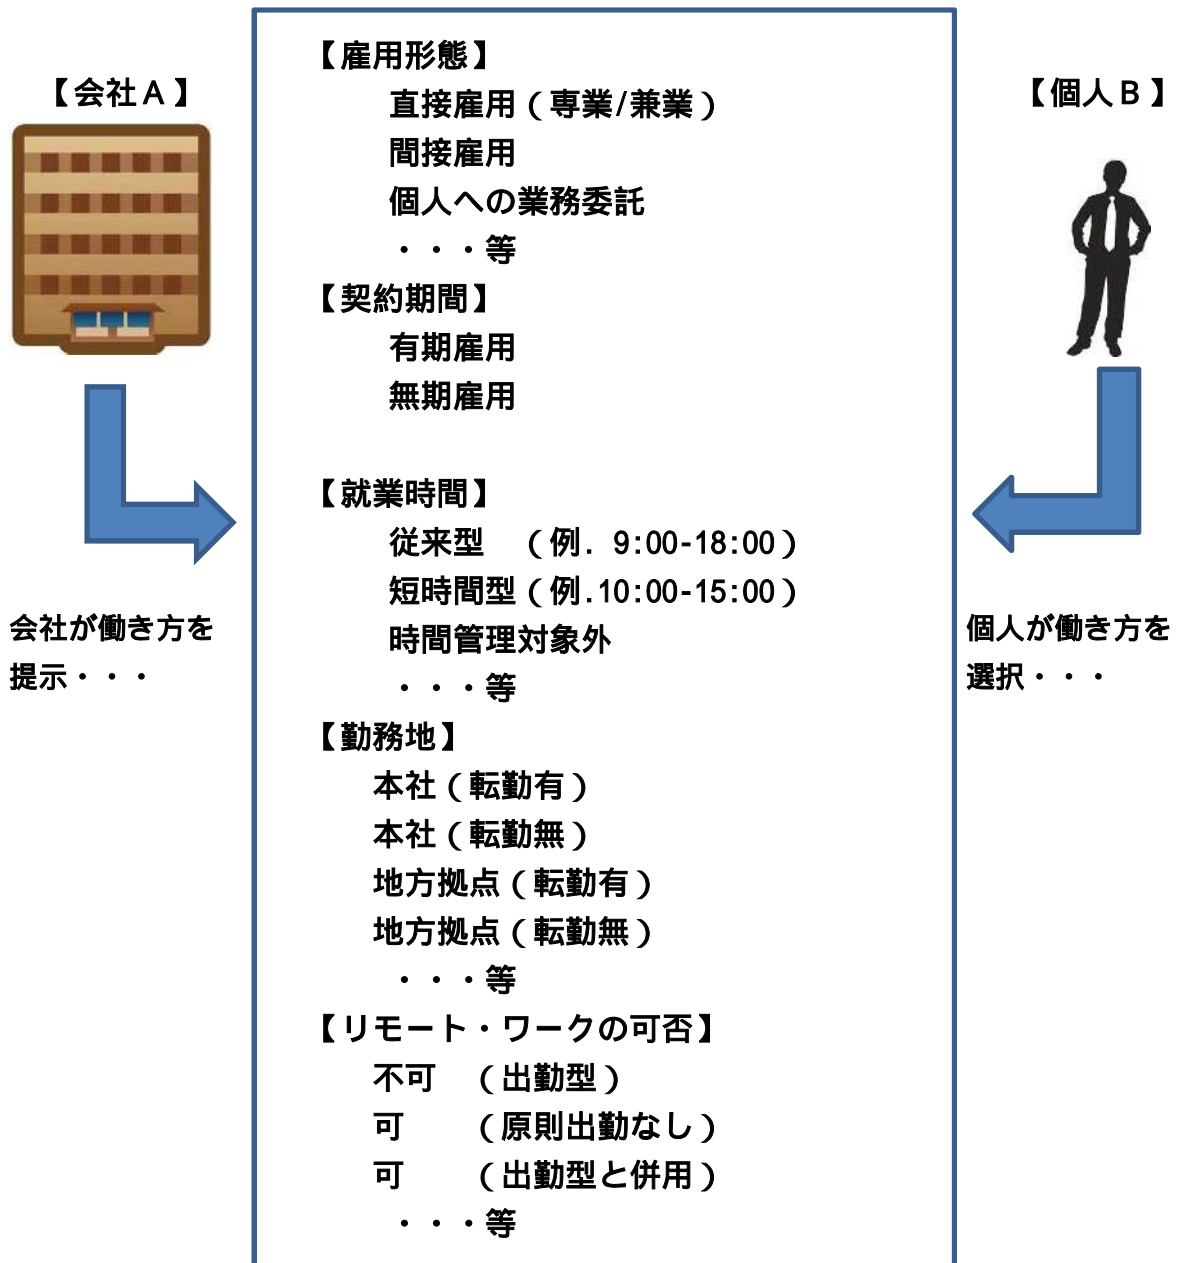 【会社A】
会社が働き方を
提示・・・
【雇用形態】
直接雇用（専業/兼業）
間接雇用
個人への業務委託
・・・等
【契約期間】
有期雇用
無期雇用
【就業時間】
従来型　（例. 9:00-18:00）
短時間型（例.10:00-15:00）
時間管理対象外
・・・等
【勤務地】
本社（転勤有）
本社（転勤無）
地方拠点（転勤有）
地方拠点（転勤無）
・・・等
【リモート・ワークの可否】
不可　（出勤型）
可　　（原則出勤なし）
可　　（出勤型と併用）
・・・等
【個人B】
個人が働き方を
選択・・・